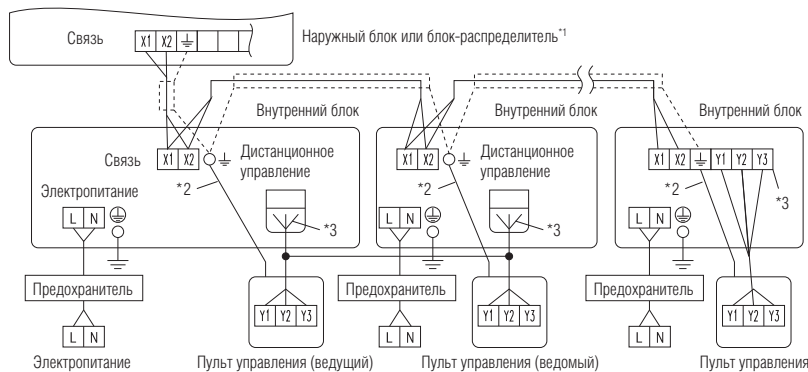 Связь X1 X2 Наружный блок или блок-распределитель*1
Внутренний блок Внутренний блок Внутренний блок
Связь X1 X2 Дистанционное управление X1 X2 Дистанционное управление X1 X2 Y1 Y2 Y3
*2 *2 *2 *3
Электропитание
L N *3 L N *3 L N
Предохранитель Предохранитель Предохранитель
Y1 Y2 Y3 Y1 Y2 Y3 Y1 Y2 Y3
L N L N L N
Электропитание Пульт управления (ведущий) Пульт управления (ведомый) Пульт управления